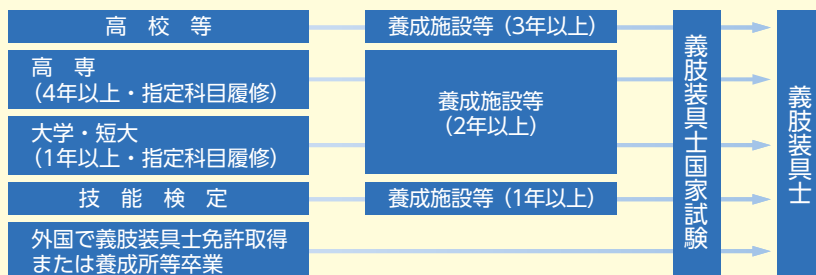 高校等
養成施設等（3年以上）
高専
（4年以上・指定科目履修）
大学・短大
（1年以上・指定科目履修）
養成施設等
（2年以上）
技能検定
養成施設等（1年以上）
外国で義肢装具士免許取得
または養成所等卒業
義肢装具士国家試験
義肢装具士